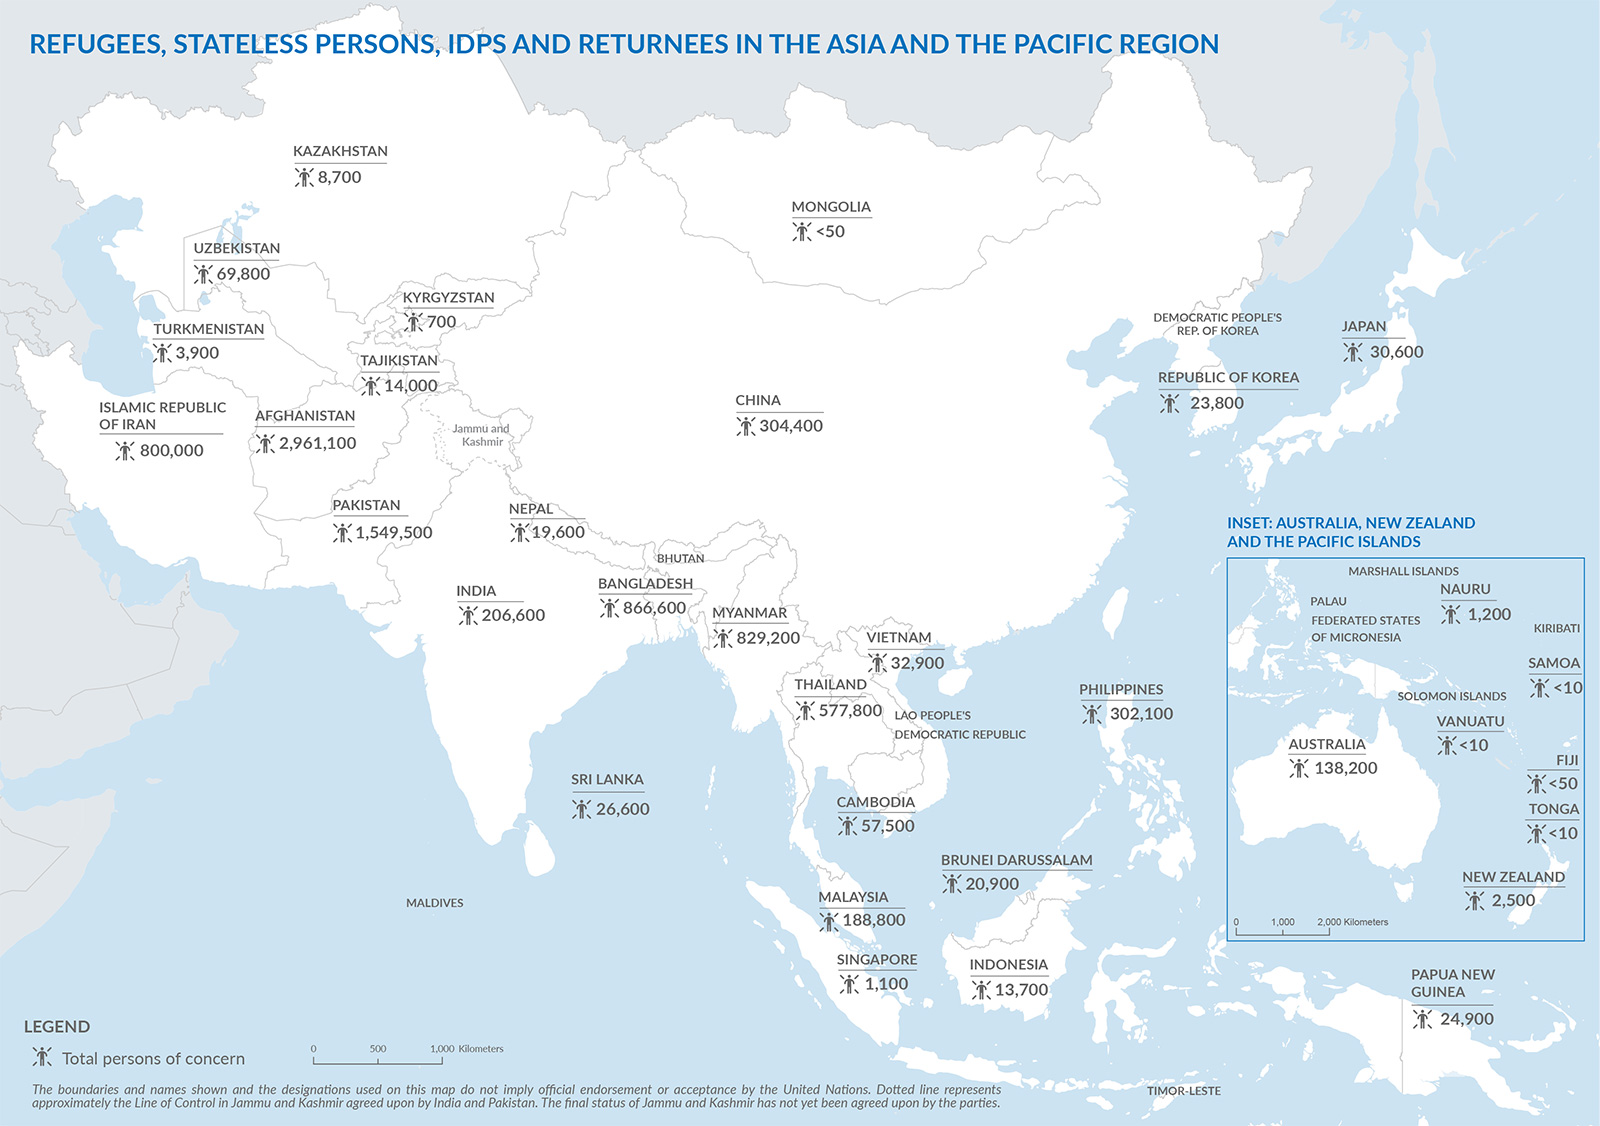 REFUGEES, STATELESS PERSONS, IDPS AND RETURNEES IN THE ASIA AND THE PACIFIC REGION
KAZAKHSTAN
8,700
MONGOLIA
<50
UZBEKISTAN
69,800
KYRGYZSTAN
700
TURKMENISTAN
3,900
TAJIKISTAN
14,000
DEMOCRATIC PEOPLE'S
REP. OF KOREA
JAPAN
30,600
REPUBLIC OF KOREA
23,800
ISLAMIC REPUBLIC
OF IRAN
800,000
AFGHANISTAN
2,961,100
Jammu and
Kashmir
CHINA
304,400
PAKISTAN
1,549,500
NEPAL
19,600
BHUTAN
INDIA
206,600
BANGLADESH
866,600
MYANMAR
829,200
VIETNAM
32,900
THAILAND
577,800
LAO PEOPLE'S
DEMOCRATIC REPUBLIC
PHILIPPINES
302,100
SRI LANKA
26,600
CAMBODIA
57,500
BRUNEI DARUSSALAM
20,900
MALDIVES
MALAYSIA
188,800
SINGAPORE
1,100
INDONESIA
13,700
INSET: AUSTRALIA, NEW ZEALAND
AND THE PACIFIC ISLANDS
MARSHALL ISLANDS
NAURU
1,200
PALAU
FEDERATED STATES
OF MICRONESIA
KIRIBATI
SAMOA
<10
SOLOMON ISLANDS
VANUATU
<10
AUSTRALIA
138,200
FIJI
<50
TONGA
<10
NEW ZEALAND
2,500
0 1,000 2,000 Kilometers
PAPUA NEW
GUINEA
24,900
TIMOR-LESTE
LEGEND
Total persons of concern
0 500 1,000 Kilometers
The boundaries and names shown and the designations used on this map do not imply official endorsement or acceptance by the United Nations. Dotted line represents
approximately the Line of Control in Jammu and Kashmir agreed upon by India and Pakistan. The final status of Jammu and Kashmir has not yet been agreed upon by the parties.